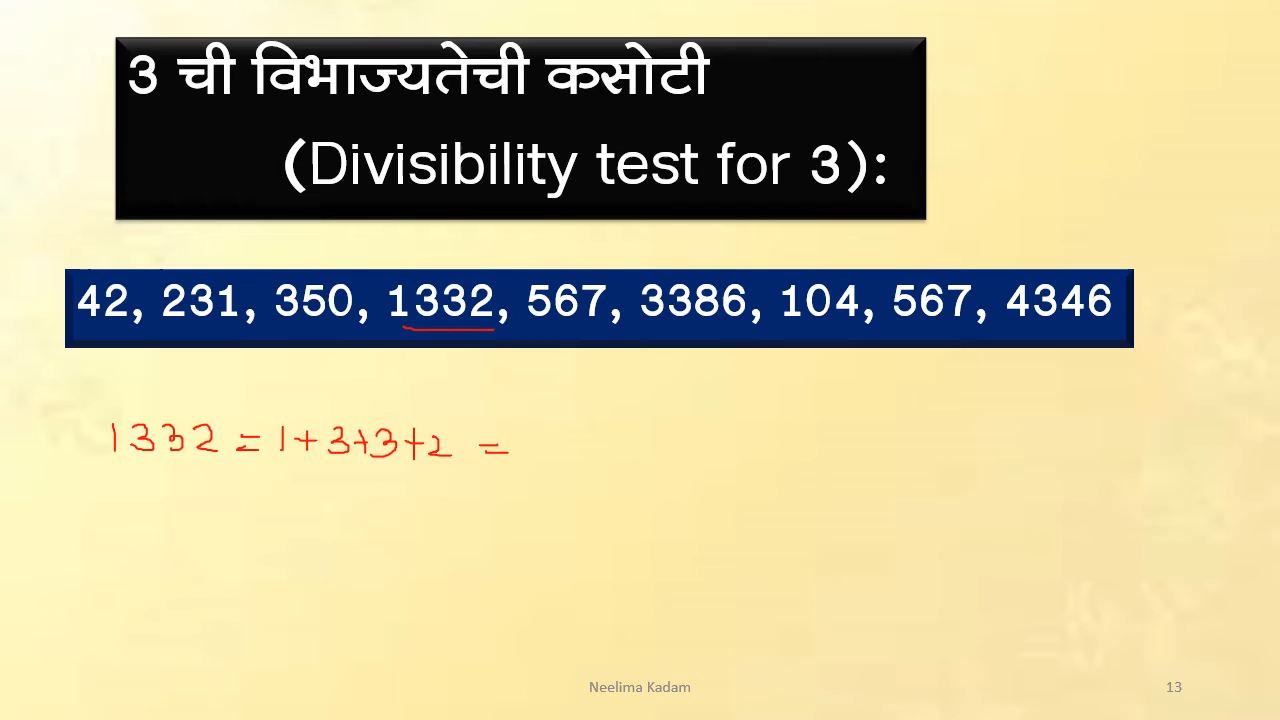 3 ची विभाज्यतेची कसोटी
(Divisibility test for 3):
42, 231, 350, 1332, 567, 3386, 104, 567, 4346
1332 = 1+3+3+2 =
Neelima Kadam
13